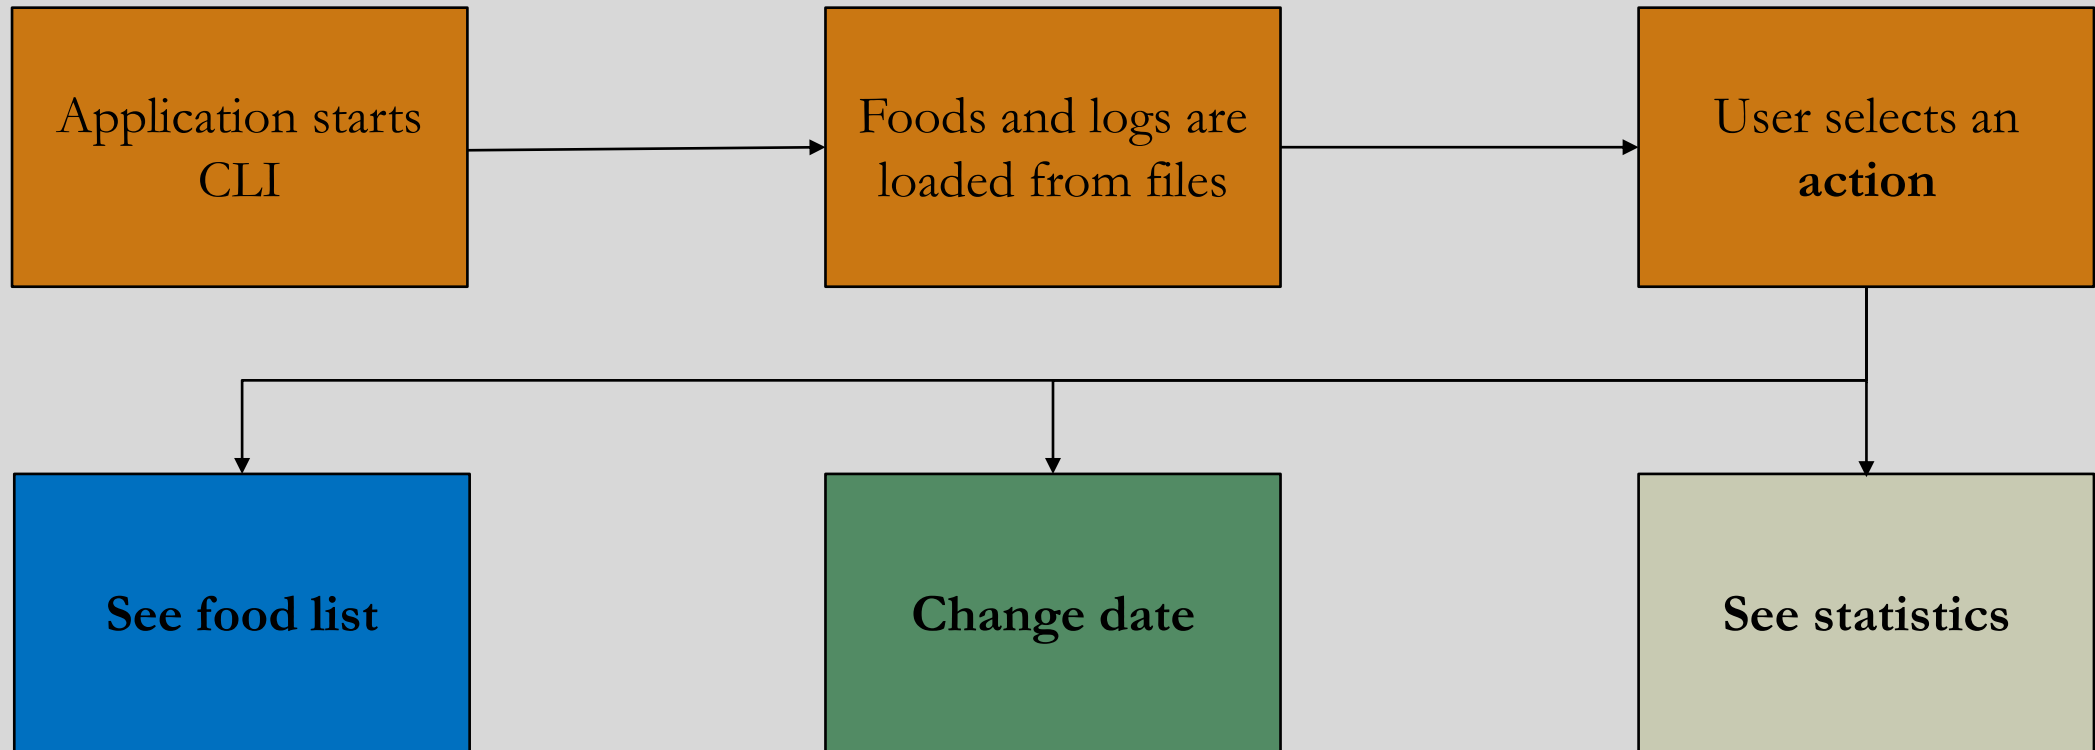 Application starts
CLI
Foods and logs are
loaded from files
User selects an
action
See food list
Change date
See statistics